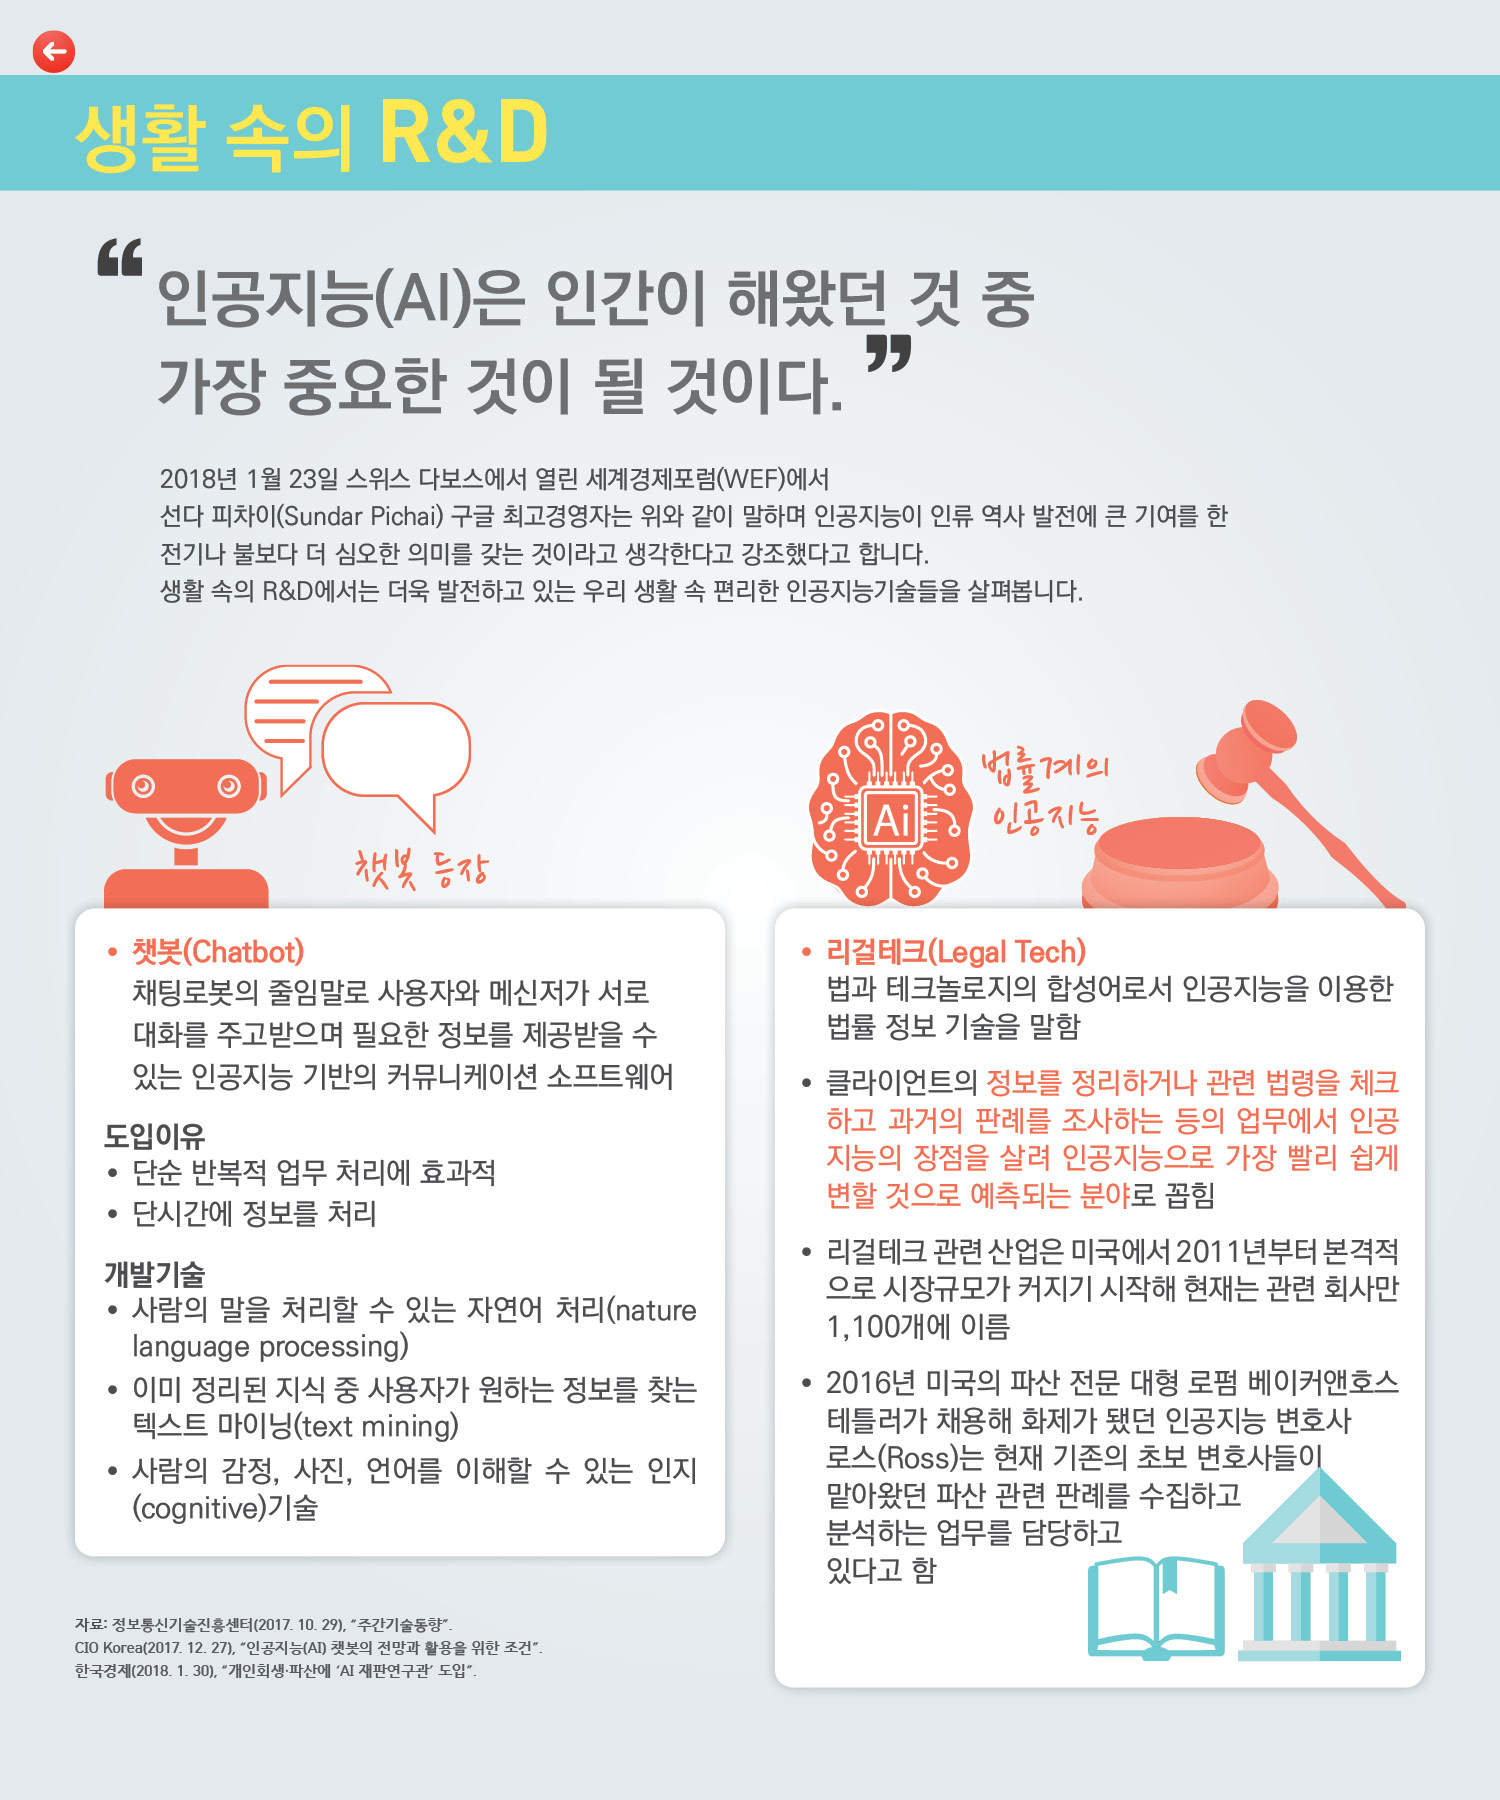 생활 속의 R&D
“인공지능(AI)은 인간이 해왔던 것 중
가장 중요한 것이 될 것이다.”
2018년 1월 23일 스위스 다보스에서 열린 세계경제포럼(WEF)에서
선다 피차이(Sundar Pichai) 구글 최고경영자는 위와 같이 말하며 인공지능이 인류 역사 발전에 큰 기여를 한
전기나 불보다 더 심오한 의미를 갖는 것이라고 생각한다고 강조했다고 합니다.
생활 속의 R&D에서는 더욱 발전하고 있는 우리 생활 속 편리한 인공지능기술들을 살펴봅니다.
챗봇 등장
• 챗봇(Chatbot)
채팅로봇의 줄임말로 사용자와 메신저가 서로
대화를 주고받으며 필요한 정보를 제공받을 수
있는 인공지능 기반의 커뮤니케이션 소프트웨어
도입이유
• 단순 반복적 업무 처리에 효과적
• 단시간에 정보를 처리
개발기술
• 사람의 말을 처리할 수 있는 자연어 처리(nature
language processing)
• 이미 정리된 지식 중 사용자가 원하는 정보를 찾는
텍스트 마이닝(text mining)
• 사람의 감정, 사진, 언어를 이해할 수 있는 인지
(cognitive)기술
Ai
법률계의
인공지능
• 리걸테크(Legal Tech)
법과 테크놀로지의 합성어로서 인공지능을 이용한
법률 정보 기술을 말함
• 클라이언트의 정보를 정리하거나 관련 법령을 체크
하고 과거의 판례를 조사하는 등의 업무에서 인공
지능의 장점을 살려 인공지능으로 가장 빨리 쉽게
변할 것으로 예측되는 분야로 꼽힘
• 리걸테크 관련 산업은 미국에서 2011년부터 본격적
으로 시장규모가 커지기 시작해 현재는 관련 회사만
1,100개에 이름
• 2016년 미국의 파산 전문 대형 로펌 베이커앤호스
테틀러가 채용해 화제가 됐던 인공지능 변호사
로스(Ross)는 현재 기존의 초보 변호사들이
맡아왔던 파산 관련 판례를 수집하고
분석하는 업무를 담당하고
있다고 함
자료: 정보통신기술진흥센터(2017. 10. 29), “주간기술동향”.
CIO Korea(2017. 12. 27), “인공지능(AI) 챗봇의 전망과 활용을 위한 조건”.
한국경제(2018. 1. 30), “개인회생·파산에 ‘AI 재판연구관’ 도입”.